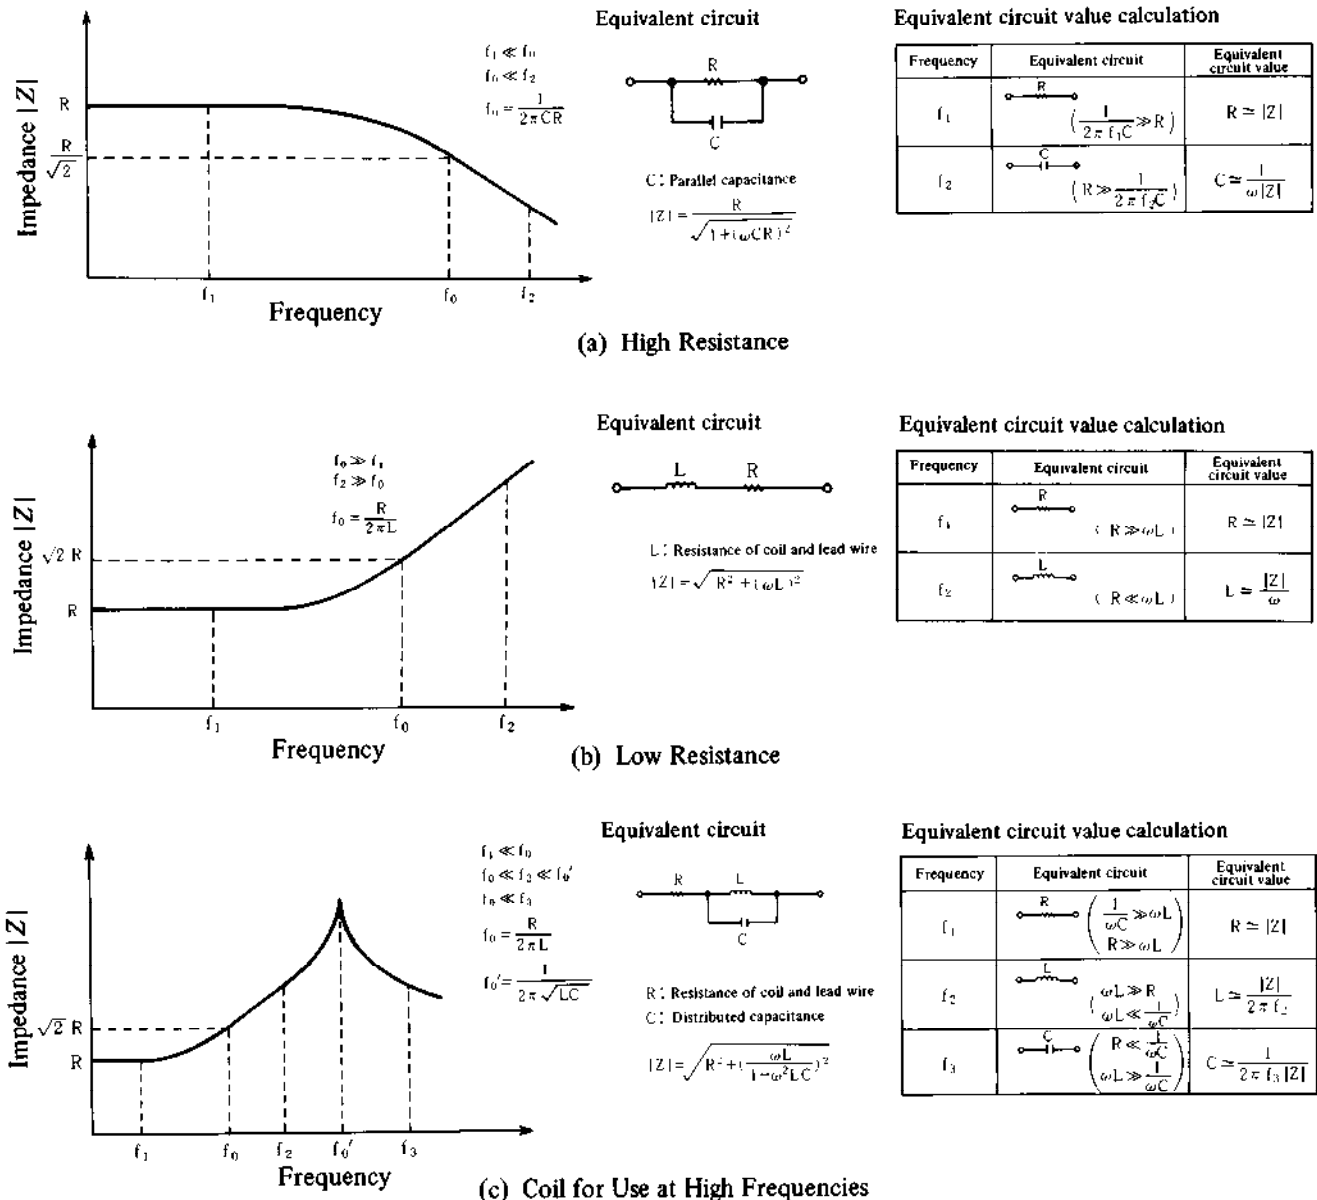 Impedance |Z|
R
R/√2
f₁ ≪ f₀
f₀ ≪ f₂
f₀ = 1/(2πCR)
f₁
f₀
f₂
Frequency
Equivalent circuit
R
C
C : Parallel capacitance
|Z| = R/√(1+(ωCR)²)
Equivalent circuit value calculation
Frequency Equivalent circuit Equivalent circuit value
f₁ R (1/(2πf₁C) ≫ R) R ≃ |Z|
f₂ C (R ≫ 1/(2πf₂C)) C ≃ 1/(ω|Z|)
(a) High Resistance
Impedance |Z|
√2 R
R
f₀ ≫ f₁
f₂ ≫ f₀
f₀ = R/(2πL)
f₁
f₀
f₂
Frequency
Equivalent circuit
L R
L : Resistance of coil and lead wire
|Z| = √(R² + (ωL)²)
Equivalent circuit value calculation
Frequency Equivalent circuit Equivalent circuit value
f₁ R (R ≫ ωL) R ≃ |Z|
f₂ L (R ≪ ωL) L ≃ |Z|/ω
(b) Low Resistance
Impedance |Z|
√2 R
R
f₁ ≪ f₀
f₀ ≪ f₂ ≪ f₀′
f₀ ≪ f₃
f₀ = R/(2πL)
f₀′ = 1/(2π√LC)
f₁
f₀
f₂
f₀′
f₃
Frequency
Equivalent circuit
R L
C
R : Resistance of coil and lead wire
C : Distributed capacitance
|Z| = √(R² + (ωL/(1−ω²LC))²)
Equivalent circuit value calculation
Frequency Equivalent circuit Equivalent circuit value
f₁ R (1/(ωC) ≫ ωL R ≫ ωL) R ≃ |Z|
f₂ L (ωL ≫ R ωL ≪ 1/(ωC)) L ≃ |Z|/(2πf₂)
f₃ C (R ≪ 1/(ωC) ωL ≫ 1/(ωC)) C ≃ 1/(2πf₃|Z|)
(c) Coil for Use at High Frequencies